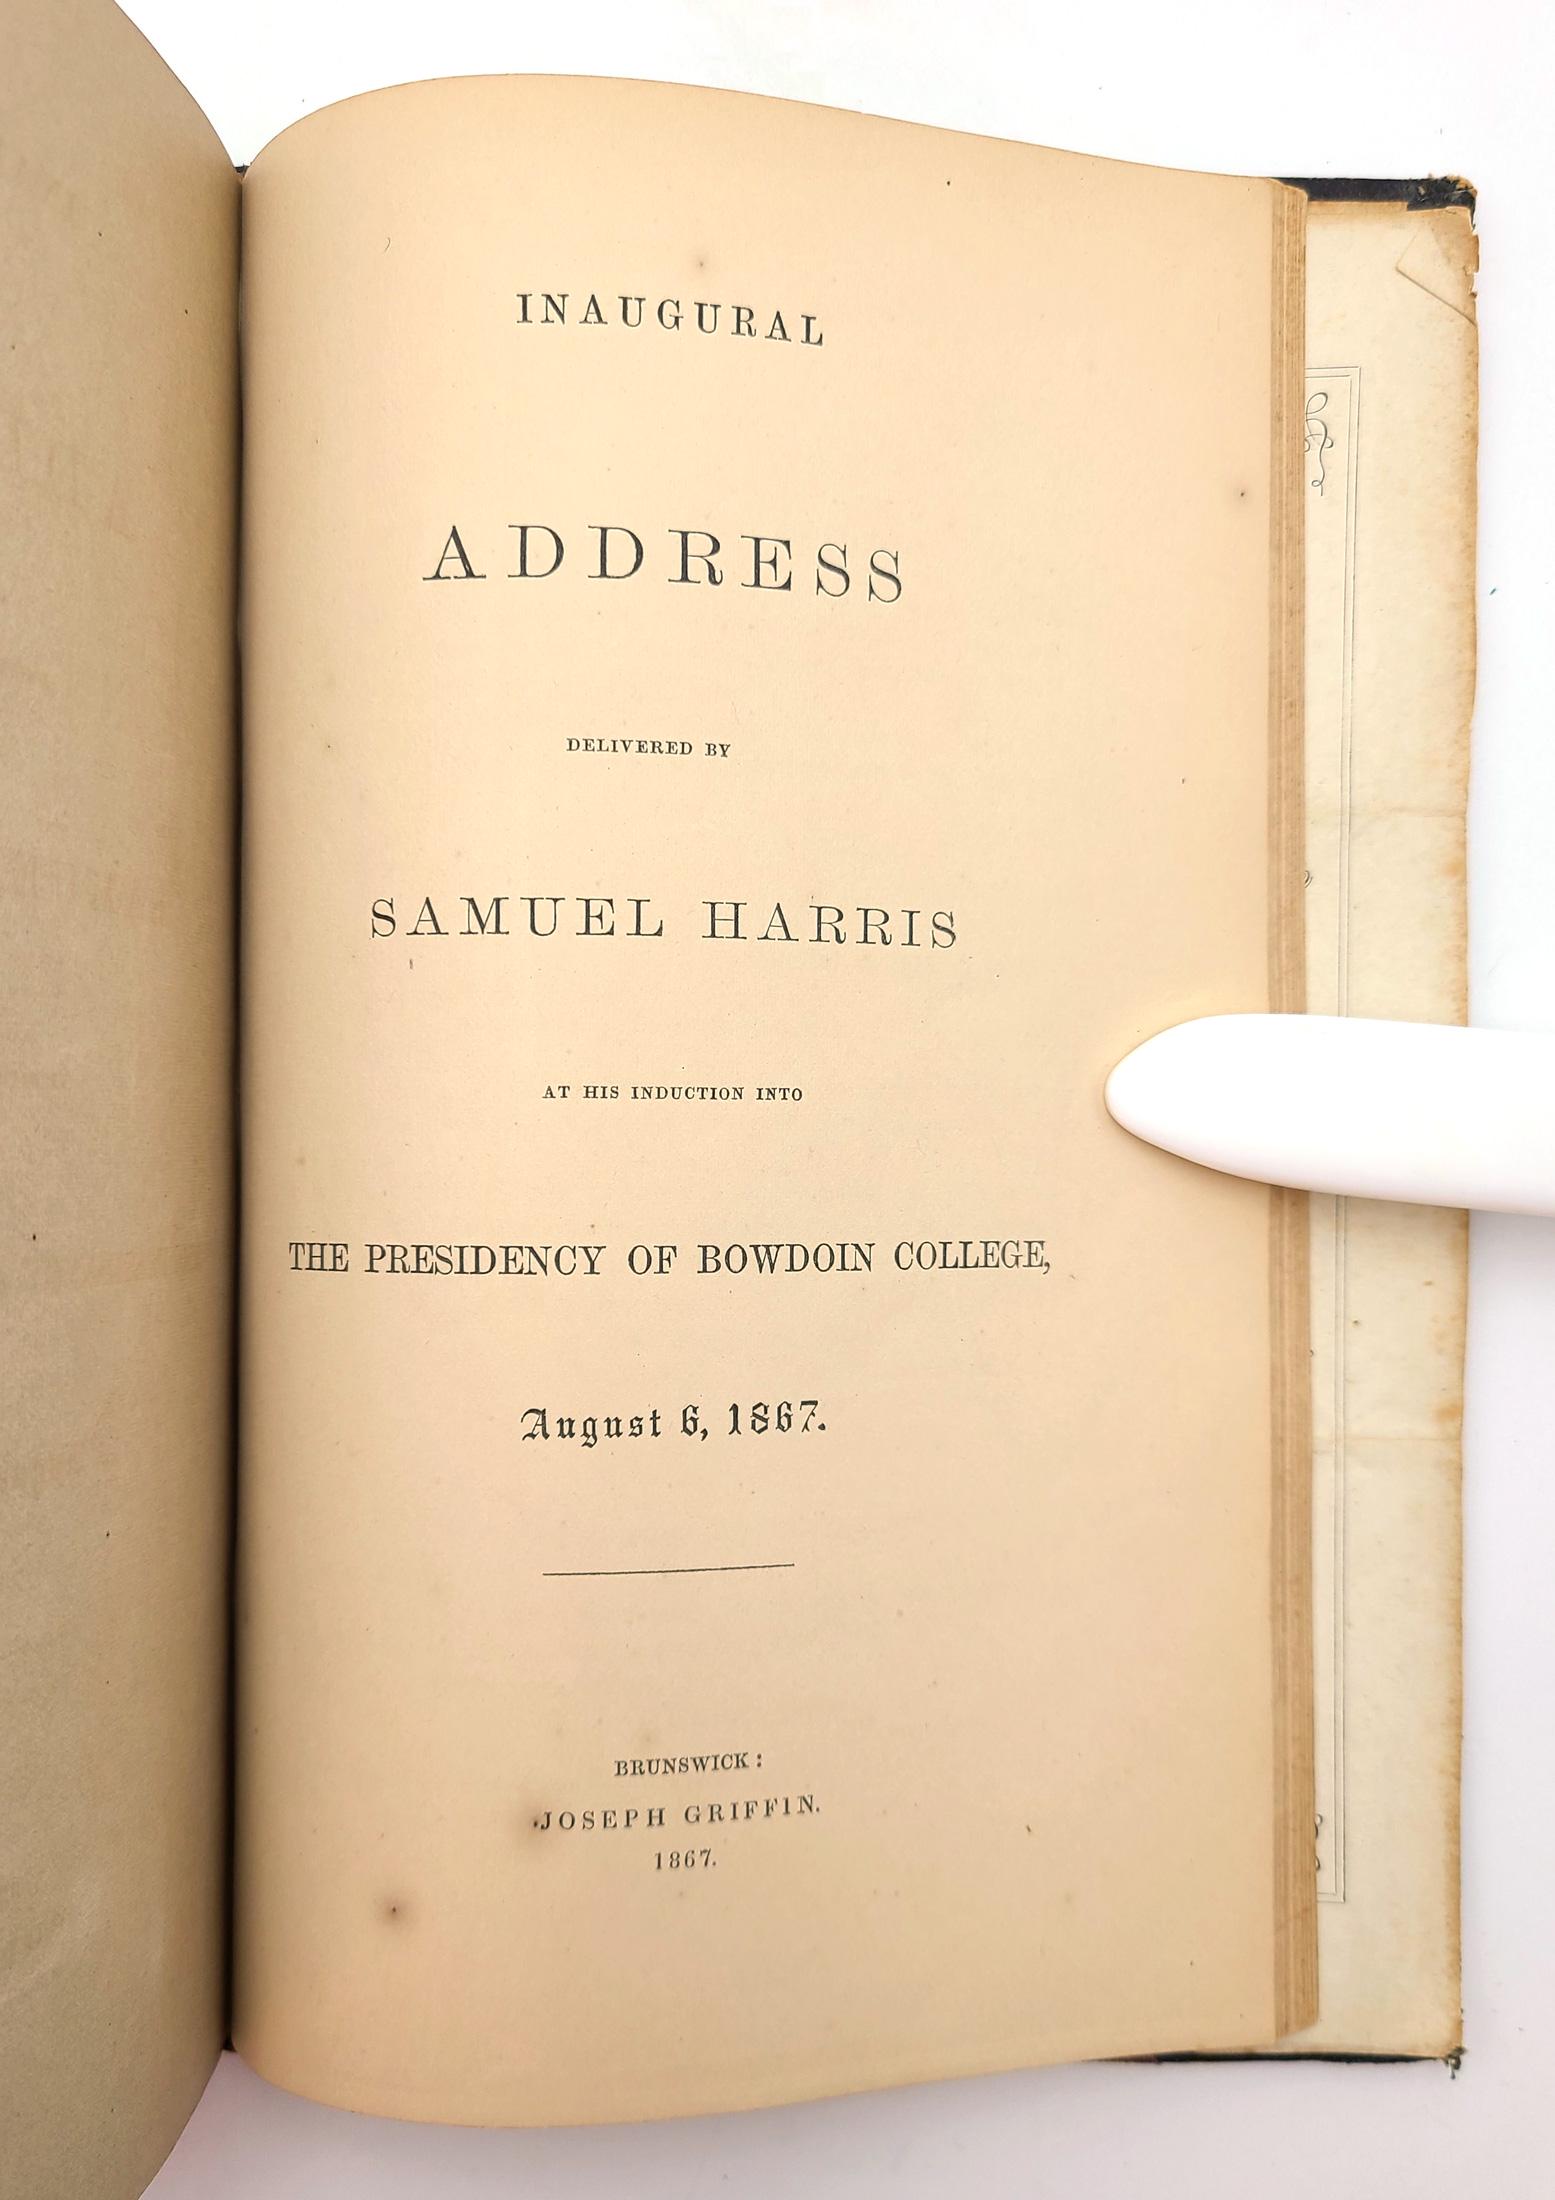 INAUGURAL
ADDRESS
DELIVERED BY
SAMUEL HARRIS
AT HIS INDUCTION INTO
THE PRESIDENCY OF BOWDOIN COLLEGE,
August 6, 1867.
BRUNSWICK:
JOSEPH GRIFFIN.
1867.